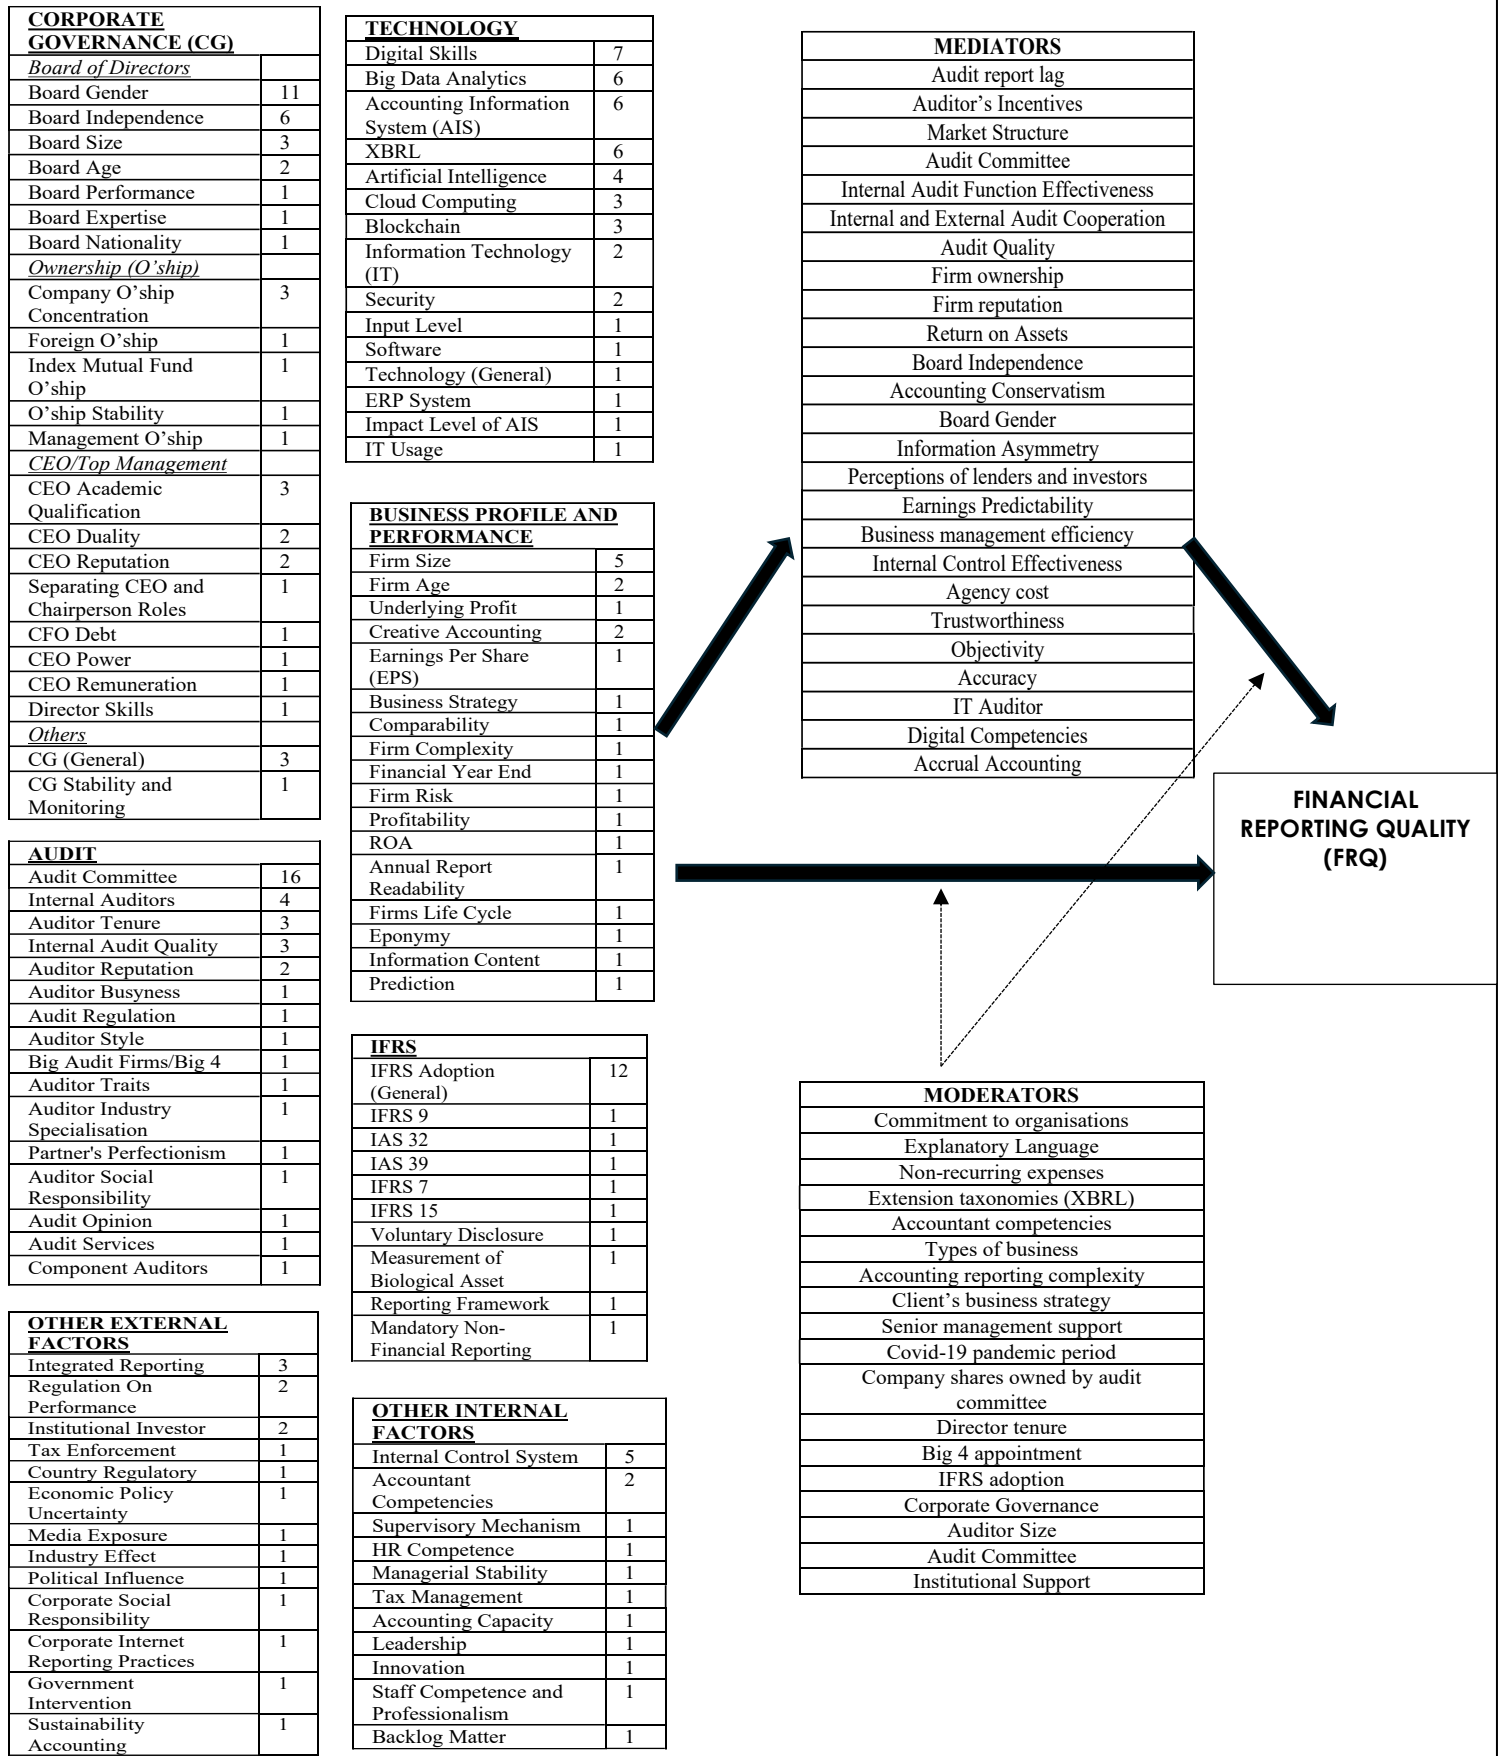 CORPORATE
GOVERNANCE (CG)
Board of Directors
Board Gender 11
Board Independence 6
Board Size 3
Board Age 2
Board Performance 1
Board Expertise 1
Board Nationality 1
Ownership (O’ship)
Company O’ship 3
Concentration
Foreign O’ship 1
Index Mutual Fund 1
O’ship
O’ship Stability 1
Management O’ship 1
CEO/Top Management
CEO Academic 3
Qualification
CEO Duality 2
CEO Reputation 2
Separating CEO and 1
Chairperson Roles
CFO Debt 1
CEO Power 1
CEO Remuneration 1
Director Skills 1
Others
CG (General) 3
CG Stability and 1
Monitoring
AUDIT
Audit Committee 16
Internal Auditors 4
Auditor Tenure 3
Internal Audit Quality 3
Auditor Reputation 2
Auditor Busyness 1
Audit Regulation 1
Auditor Style 1
Big Audit Firms/Big 4 1
Auditor Traits 1
Auditor Industry 1
Specialisation
Partner's Perfectionism 1
Auditor Social 1
Responsibility
Audit Opinion 1
Audit Services 1
Component Auditors 1
OTHER EXTERNAL
FACTORS
Integrated Reporting 3
Regulation On 2
Performance
Institutional Investor 2
Tax Enforcement 1
Country Regulatory 1
Economic Policy 1
Uncertainty
Media Exposure 1
Industry Effect 1
Political Influence 1
Corporate Social 1
Responsibility
Corporate Internet 1
Reporting Practices
Government 1
Intervention
Sustainability 1
Accounting
TECHNOLOGY
Digital Skills 7
Big Data Analytics 6
Accounting Information 6
System (AIS)
XBRL 6
Artificial Intelligence 4
Cloud Computing 3
Blockchain 3
Information Technology 2
(IT)
Security 2
Input Level 1
Software 1
Technology (General) 1
ERP System 1
Impact Level of AIS 1
IT Usage 1
BUSINESS PROFILE AND
PERFORMANCE
Firm Size 5
Firm Age 2
Underlying Profit 1
Creative Accounting 2
Earnings Per Share 1
(EPS)
Business Strategy 1
Comparability 1
Firm Complexity 1
Financial Year End 1
Firm Risk 1
Profitability 1
ROA 1
Annual Report 1
Readability
Firms Life Cycle 1
Eponymy 1
Information Content 1
Prediction 1
IFRS
IFRS Adoption 12
(General)
IFRS 9 1
IAS 32 1
IAS 39 1
IFRS 7 1
IFRS 15 1
Voluntary Disclosure 1
Measurement of 1
Biological Asset
Reporting Framework 1
Mandatory Non- 1
Financial Reporting
OTHER INTERNAL
FACTORS
Internal Control System 5
Accountant 2
Competencies
Supervisory Mechanism 1
HR Competence 1
Managerial Stability 1
Tax Management 1
Accounting Capacity 1
Leadership 1
Innovation 1
Staff Competence and 1
Professionalism
Backlog Matter 1
MEDIATORS
Audit report lag
Auditor’s Incentives
Market Structure
Audit Committee
Internal Audit Function Effectiveness
Internal and External Audit Cooperation
Audit Quality
Firm ownership
Firm reputation
Return on Assets
Board Independence
Accounting Conservatism
Board Gender
Information Asymmetry
Perceptions of lenders and investors
Earnings Predictability
Business management efficiency
Internal Control Effectiveness
Agency cost
Trustworthiness
Objectivity
Accuracy
IT Auditor
Digital Competencies
Accrual Accounting
FINANCIAL
REPORTING QUALITY
(FRQ)
MODERATORS
Commitment to organisations
Explanatory Language
Non-recurring expenses
Extension taxonomies (XBRL)
Accountant competencies
Types of business
Accounting reporting complexity
Client’s business strategy
Senior management support
Covid-19 pandemic period
Company shares owned by audit
committee
Director tenure
Big 4 appointment
IFRS adoption
Corporate Governance
Auditor Size
Audit Committee
Institutional Support